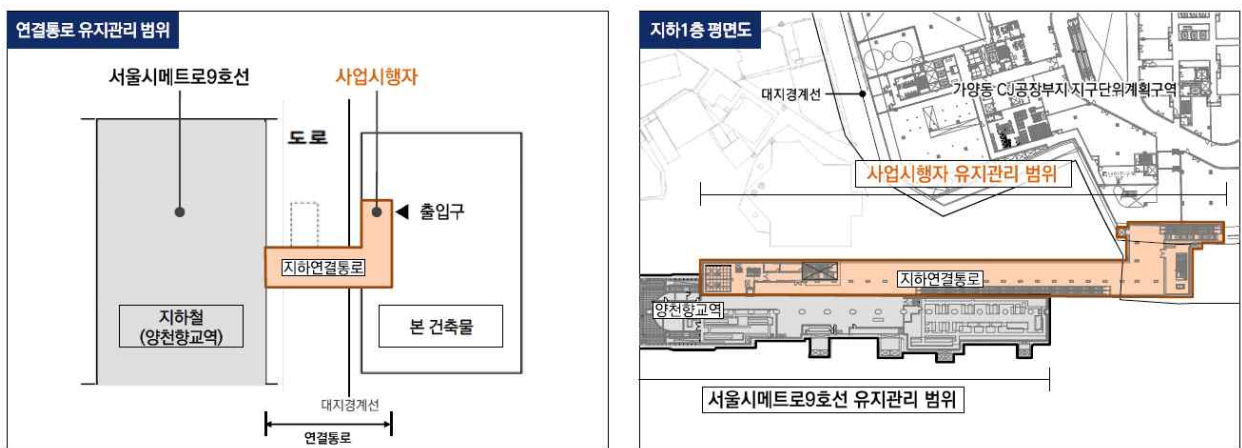 연결통로 유지관리 범위
서울시메트로9호선
사업시행자
도로
출입구
지하연결통로
지하철
(양천향교역)
본 건축물
대지경계선
연결통로
지하1층 평면도
대지경계선
가양동 CJ공장부지 지구단위계획구역
사업시행자 유지관리 범위
지하연결통로
양천향교역
서울시메트로9호선 유지관리 범위